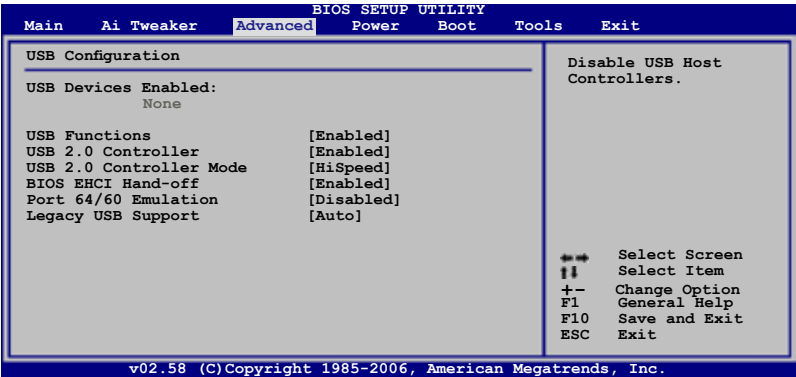 BIOS SETUP UTILITY
Main Ai Tweaker Advanced Power Boot Tools Exit
USB Configuration
USB Devices Enabled:
None
USB Functions [Enabled]
USB 2.0 Controller [Enabled]
USB 2.0 Controller Mode [HiSpeed]
BIOS EHCI Hand-off [Enabled]
Port 64/60 Emulation [Disabled]
Legacy USB Support [Auto]
Disable USB Host
Controllers.
←→ Select Screen
↑↓ Select Item
+- Change Option
F1 General Help
F10 Save and Exit
ESC Exit
v02.58 (C)Copyright 1985-2006, American Megatrends, Inc.